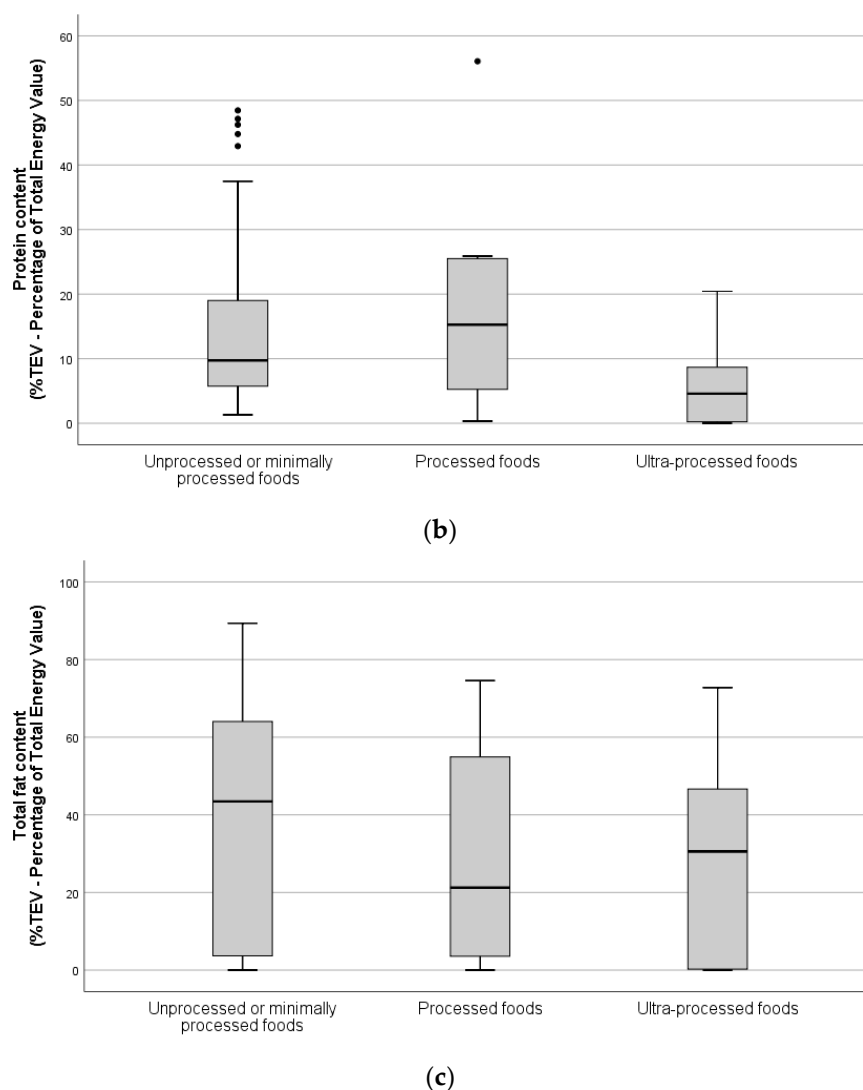 Protein content
(%TEV - Percentage of Total Energy Value)
60
50
40
30
20
10
0
Unprocessed or minimally
processed foods
Processed foods
Ultra-processed foods
(b)
Total fat content
(%TEV - Percentage of Total Energy Value)
100
80
60
40
20
0
Unprocessed or minimally
processed foods
Processed foods
Ultra-processed foods
(c)